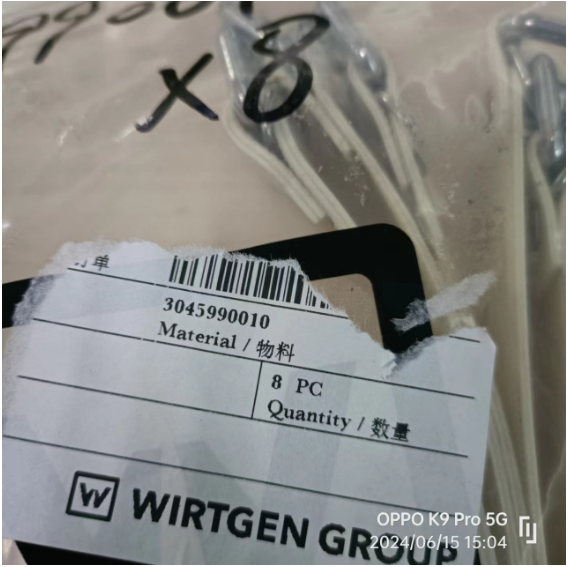 x8
单
3045990010
Material / 物料
8 PC
Quantity / 数量
W WIRTGEN GROUP
OPPO K9 Pro 5G
2024/06/15 15:04